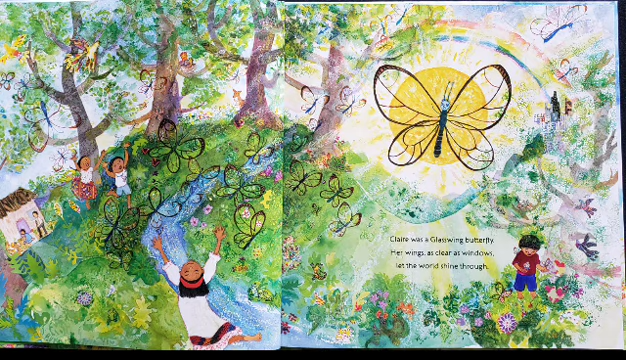 Claire was a Glasswing butterfly.
Her wings, as clear as windows,
let the world shine through.